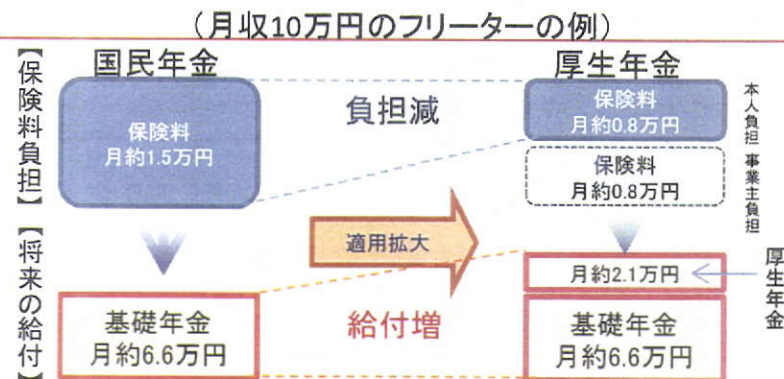 (月収10万円のフリーターの例)
【保険料負担】
国民年金
保険料
月約1.5万円
負担減
厚生年金
保険料
月約0.8万円
本人負担
保険料
月約0.8万円
事業主負担
適用拡大
【将来の給付】
基礎年金
月約6.6万円
給付増
月約2.1万円
厚生年金
基礎年金
月約6.6万円